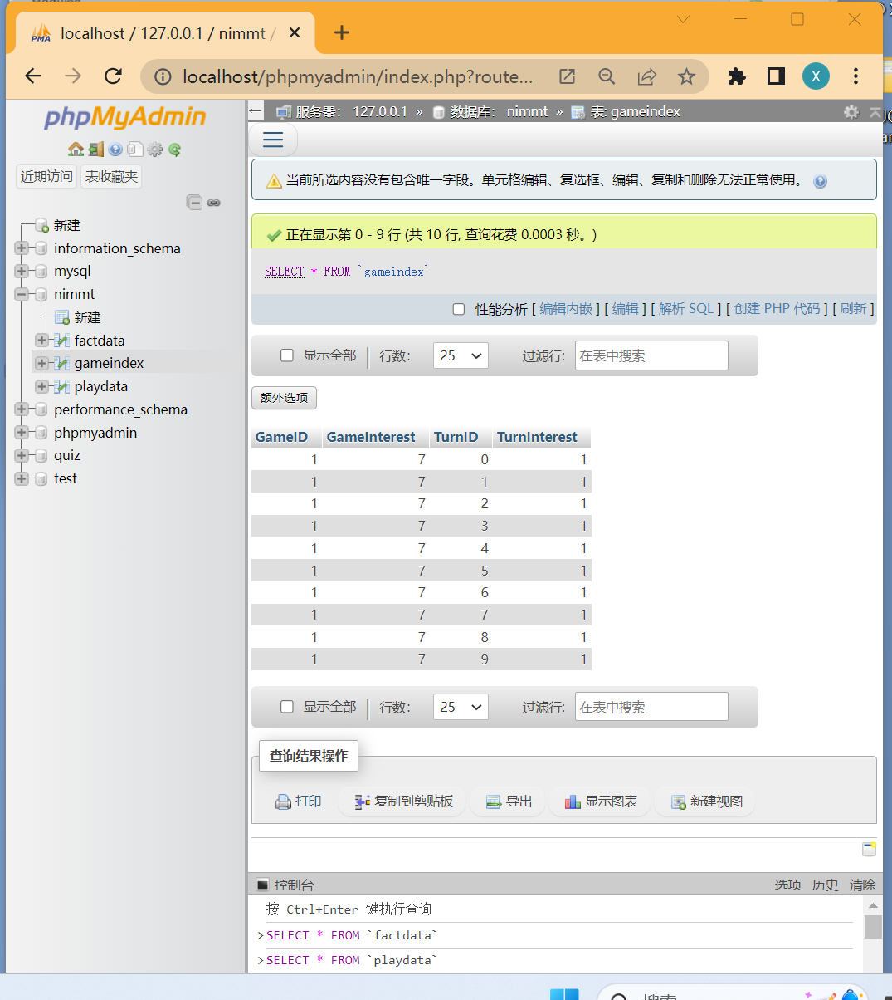 localhost / 127.0.0.1 / nimmt /
localhost/phpmyadmin/index.php?route...
X
phpMyAdmin
近期访问 表收藏夹
新建
information_schema
mysql
nimmt
新建
factdata
gameindex
playdata
performance_schema
phpmyadmin
quiz
test
服务器: 127.0.0.1 » 数据库: nimmt » 表: gameindex
当前所选内容没有包含唯一字段。单元格编辑、复选框、编辑、复制和删除无法正常使用。
正在显示第 0 - 9 行 (共 10 行, 查询花费 0.0003 秒。)
SELECT * FROM `gameindex`
性能分析 [ 编辑内嵌 ] [ 编辑 ] [ 解析 SQL ] [ 创建 PHP 代码 ] [ 刷新 ]
显示全部 行数: 25 过滤行: 在表中搜索
额外选项
GameID GameInterest TurnID TurnInterest
1 7 0 1
1 7 1 1
1 7 2 1
1 7 3 1
1 7 4 1
1 7 5 1
1 7 6 1
1 7 7 1
1 7 8 1
1 7 9 1
显示全部 行数: 25 过滤行: 在表中搜索
查询结果操作
打印 复制到剪贴板 导出 显示图表 新建视图
控制台 选项 历史 清除
按 Ctrl+Enter 键执行查询
>SELECT * FROM `factdata`
>SELECT * FROM `playdata`